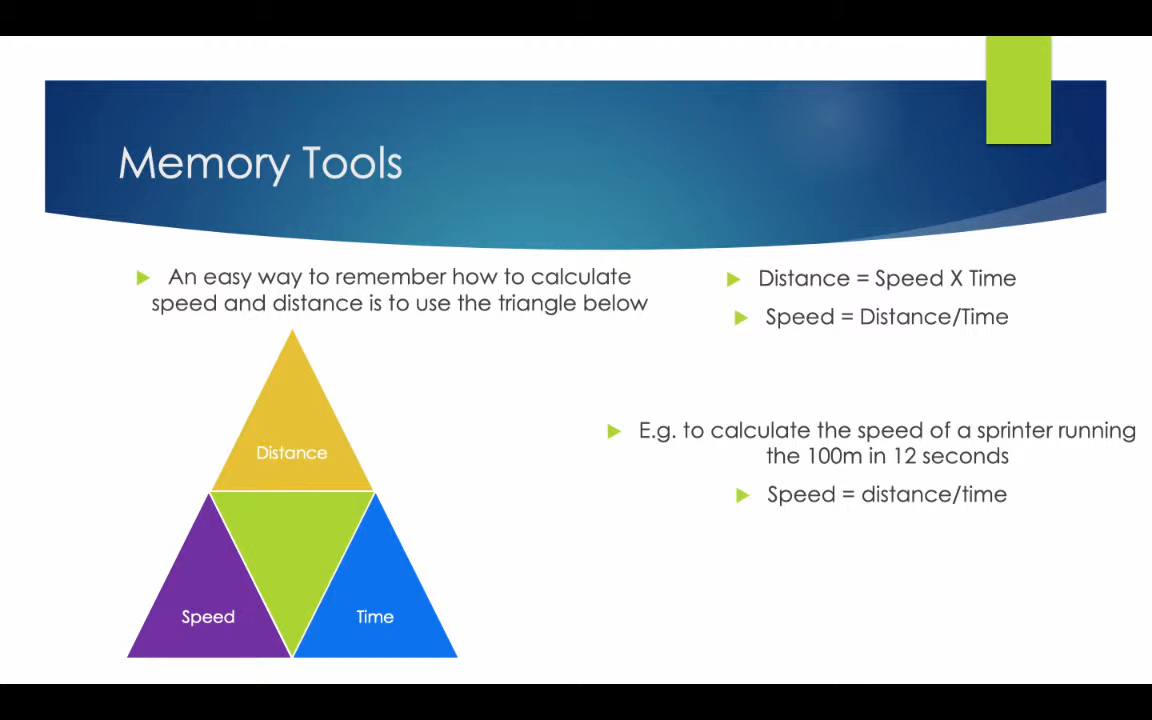 Memory Tools
An easy way to remember how to calculate
speed and distance is to use the triangle below
Distance
Speed
Time
Distance = Speed X Time
Speed = Distance/Time
E.g. to calculate the speed of a sprinter running
the 100m in 12 seconds
Speed = distance/time